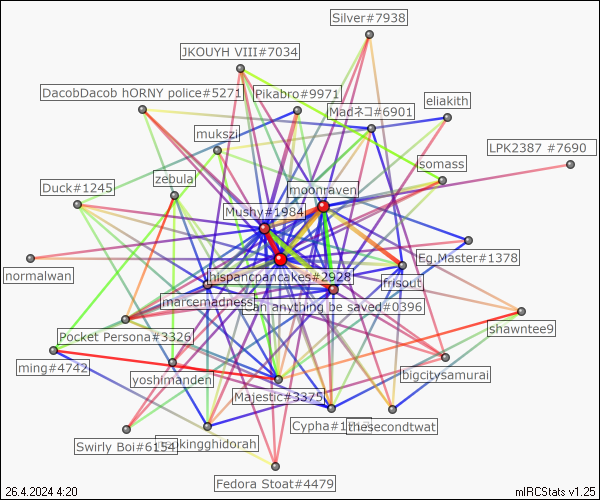 Silver#7938
JKOUYH VIII#7034
DacobDacob hORNY police#5271
Pikabro#9971
Madネコ#6901
eliakith
mukszi
LPK2387 #7690
somass
zebula
moonraven
Duck#1245
Mushy#1984
Eg.Master#1378
normalwan
hispancpancakes#2928
frisout
marcemadness
an anything be saved#0396
Pocket Persona#3326
shawntee9
ming#4742
yoshimanden
bigcitysamurai
Majestic#3375
Cypha#1
thesecondtwat
Swirly Boi#6154
kingghidorah
Fedora Stoat#4479
26.4.2024 4:20
mIRCStats v1.25